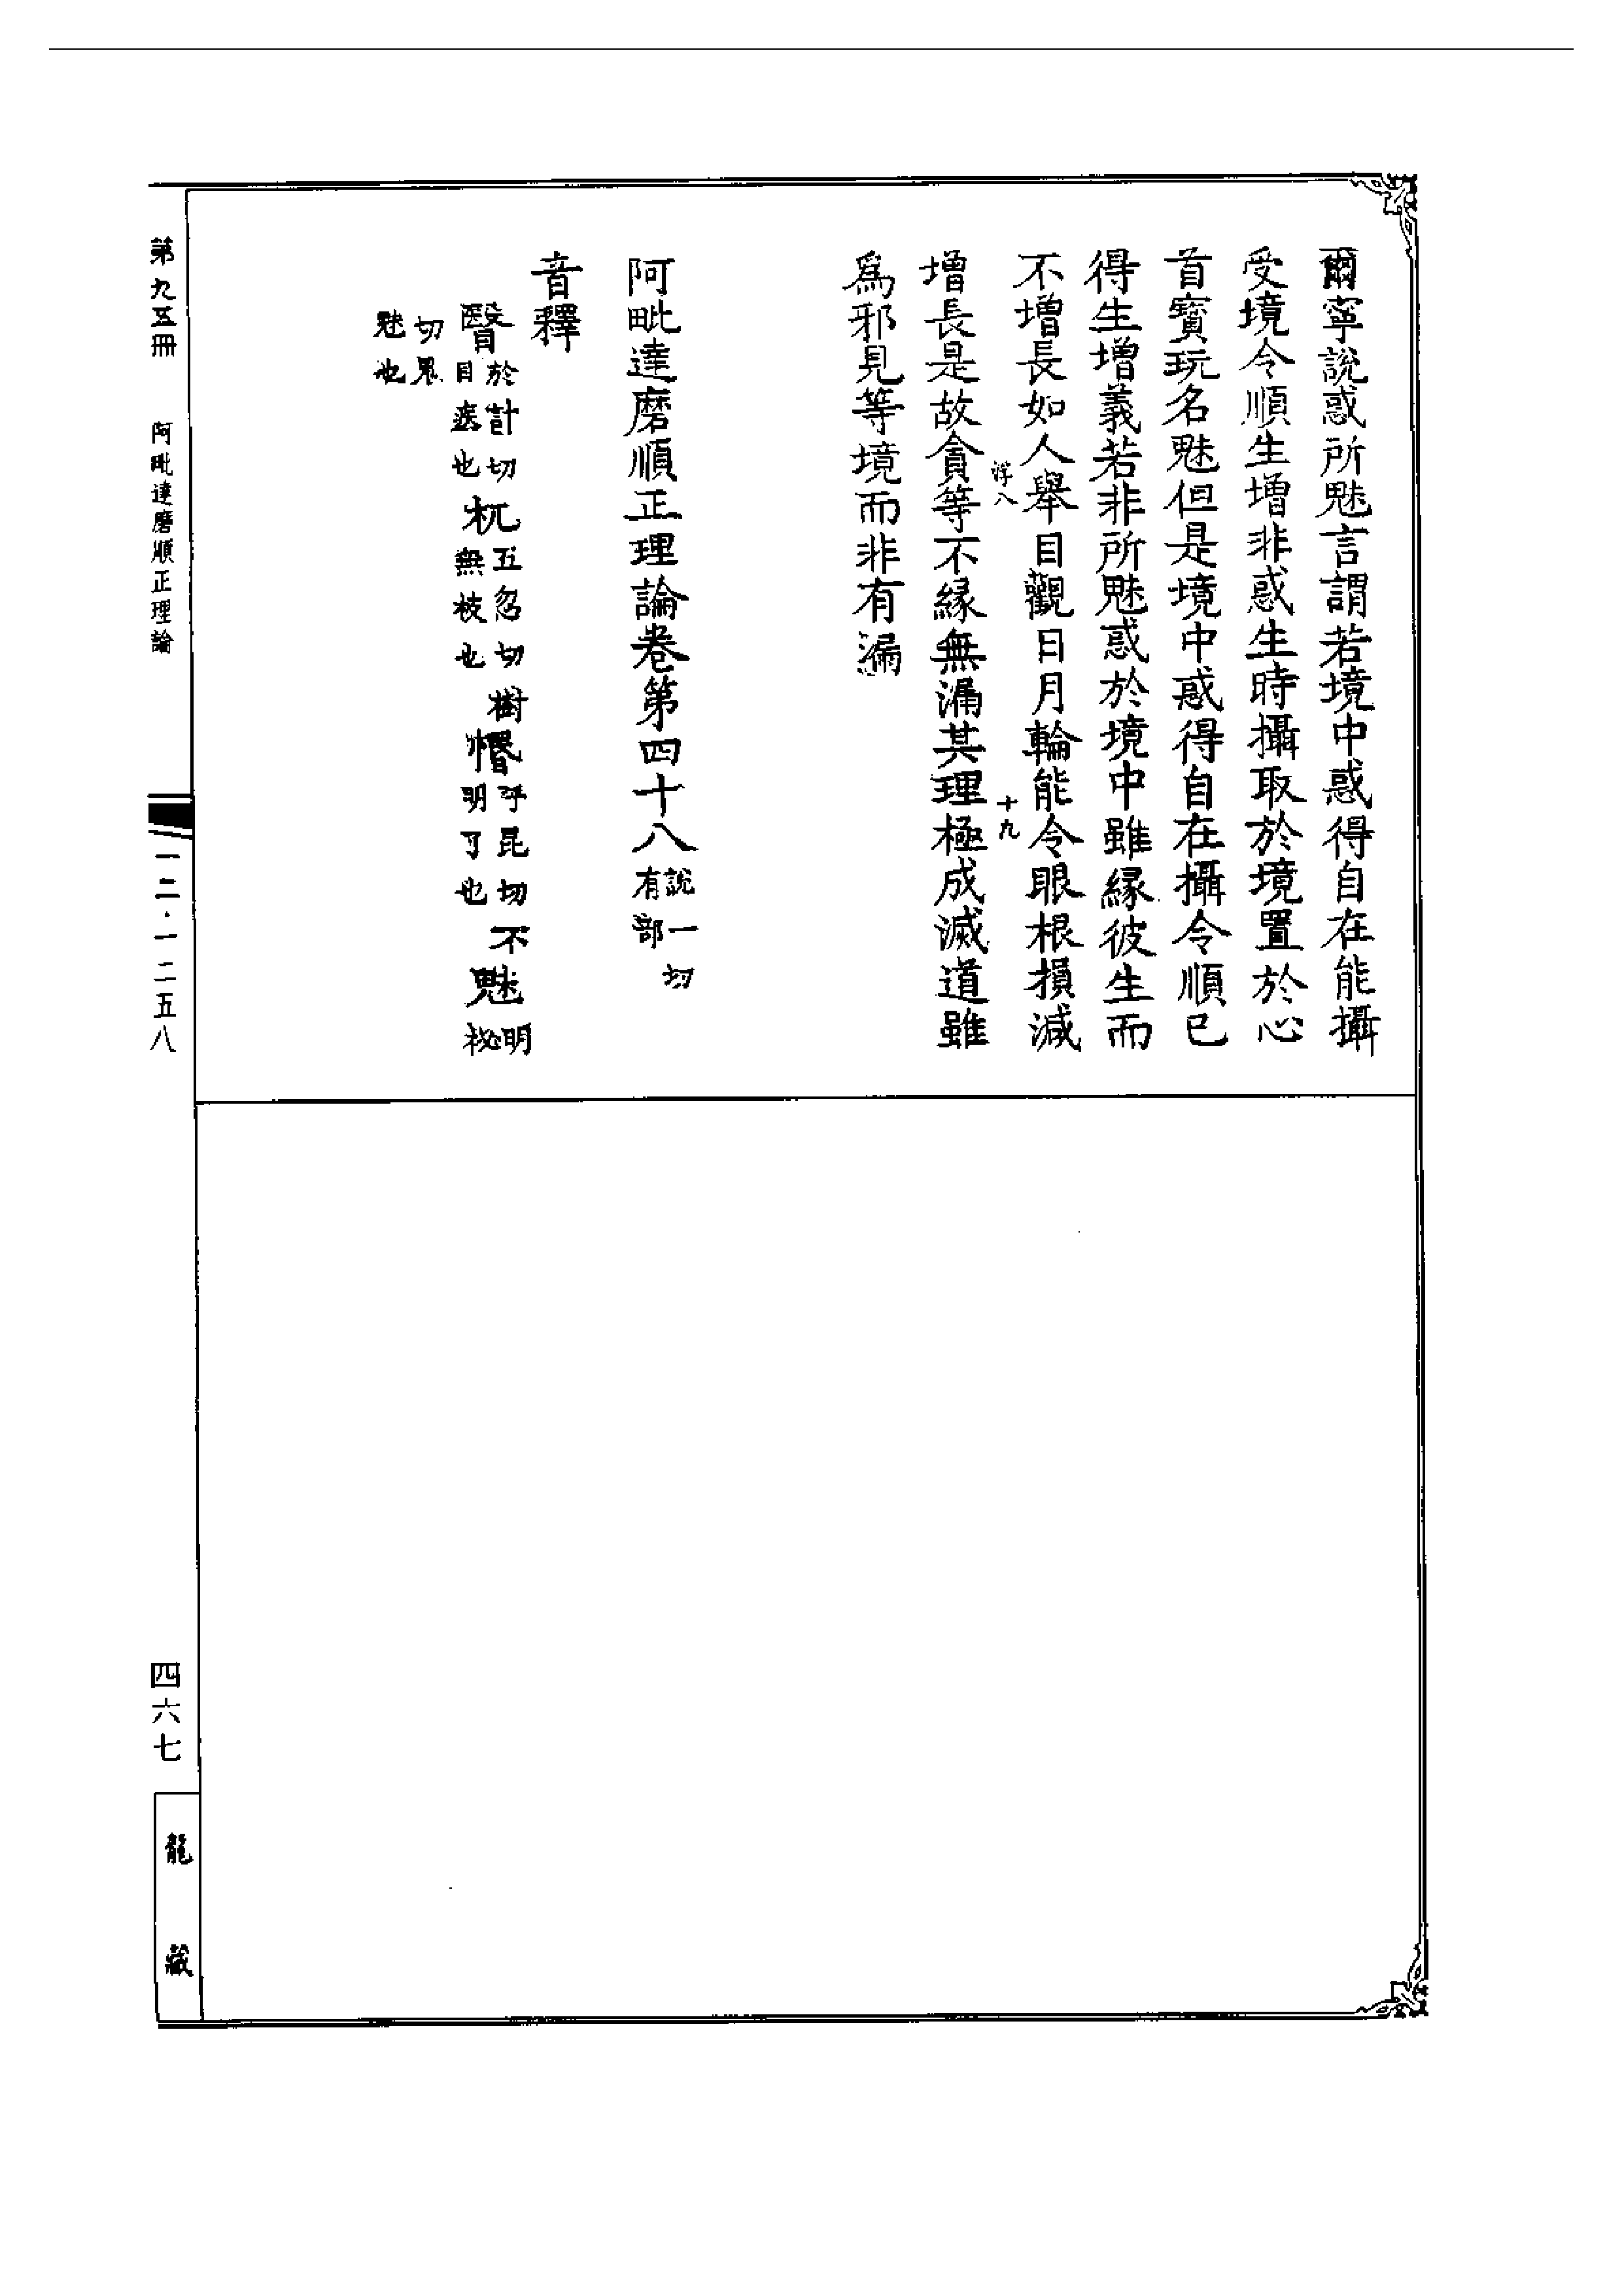 爾寧說惑所魅言謂若境中惑得自在能攝
受境令順生增非惑生時攝取於境置於心
首寶玩名魅但是境中惑得自在攝令順已
得生增義若非所魅惑於境中雖緣彼生而
不增長如人舉目觀日月輪能令眼根損減
八 十九
增長是故貪等不緣無漏其理極成滅道雖
爲邪見等境而非有漏
阿毗達磨順正理論卷第四十八說一切有部
音釋
翳於計切目疾也杌五忽切樹無枝也惛呼昆切不明了也魅明祕
切鬼魅也
第九五冊 阿毗達磨順正理論 一二·一二五八 四六七 龍藏